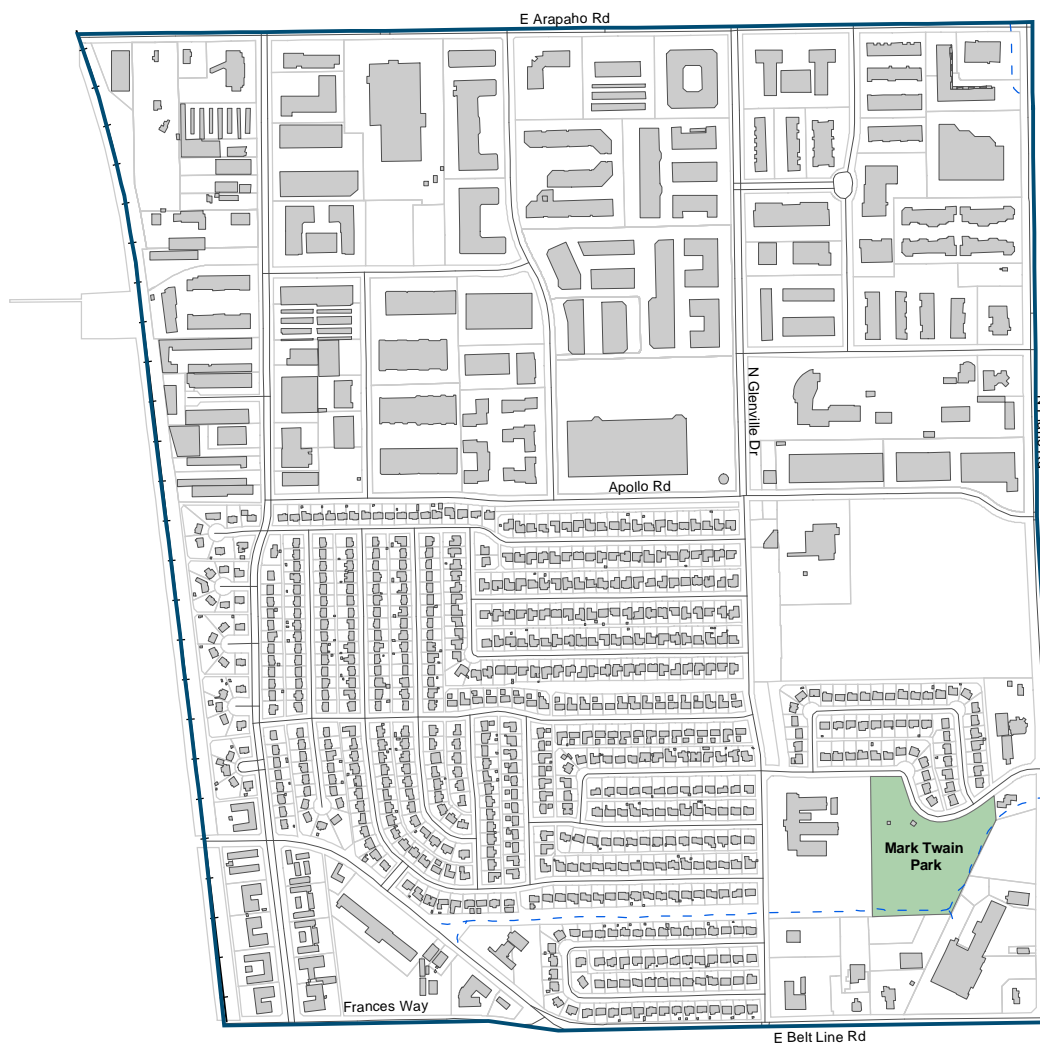 E Arapaho Rd
N Glenville Dr
Apollo Rd
Mark Twain
Park
Frances Way
E Belt Line Rd